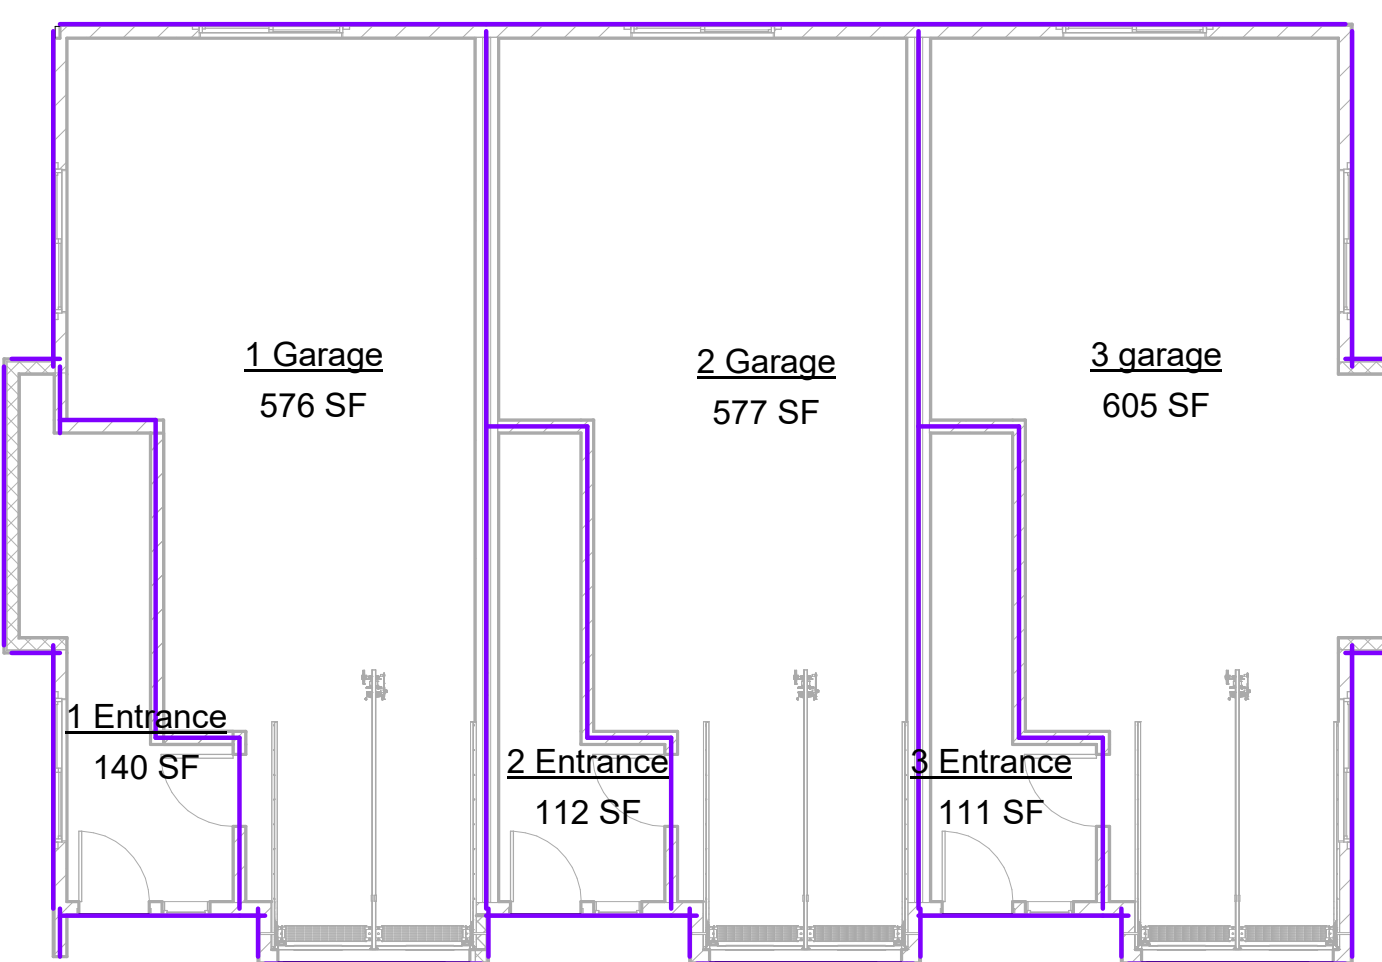 1 Garage
576 SF
2 Garage
577 SF
3 garage
605 SF
1 Entrance
140 SF
2 Entrance
112 SF
3 Entrance
111 SF